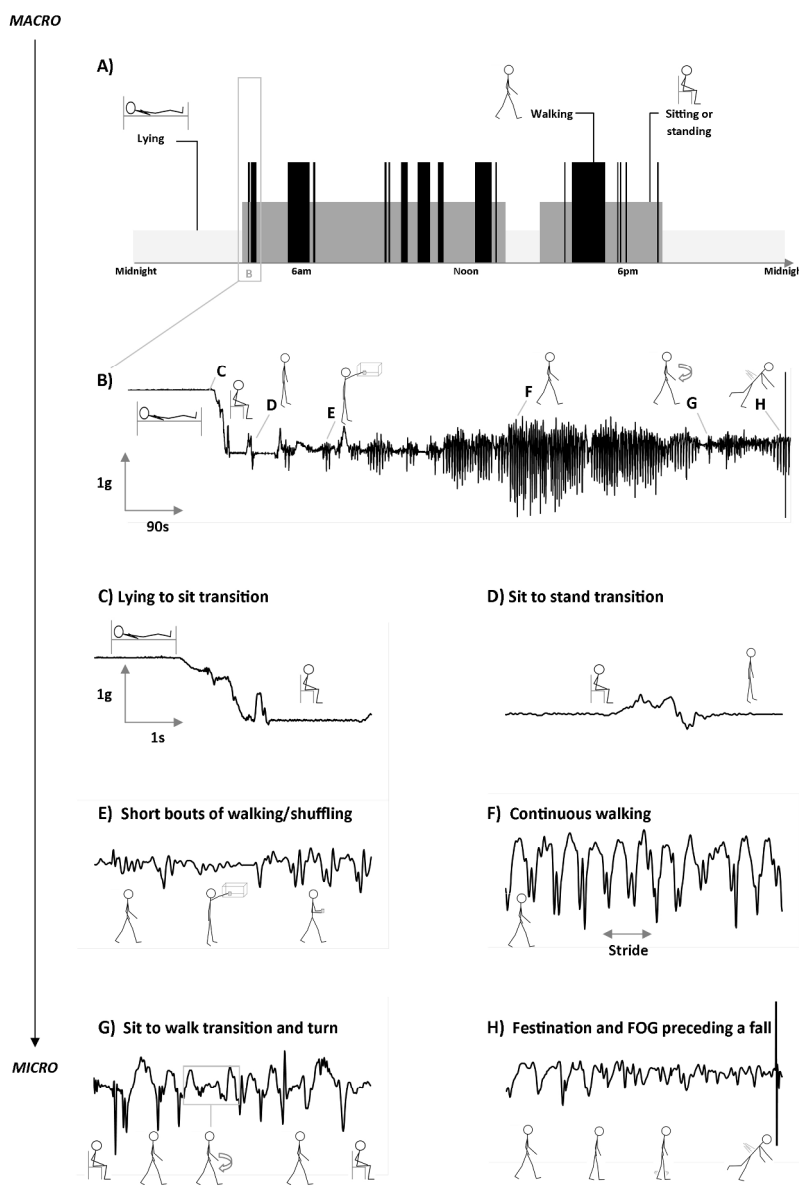 MACRO
A)
Lying
Walking
Sitting or
standing
B
Midnight
6am
Noon
6pm
Midnigh
B)
C
D
E
F
G
H
1g
90s
C) Lying to sit transition
D) Sit to stand transition
1g
1s
E) Short bouts of walking/shuffling
F) Continuous walking
Stride
G) Sit to walk transition and turn
H) Festination and FOG preceding a fall
MICRO